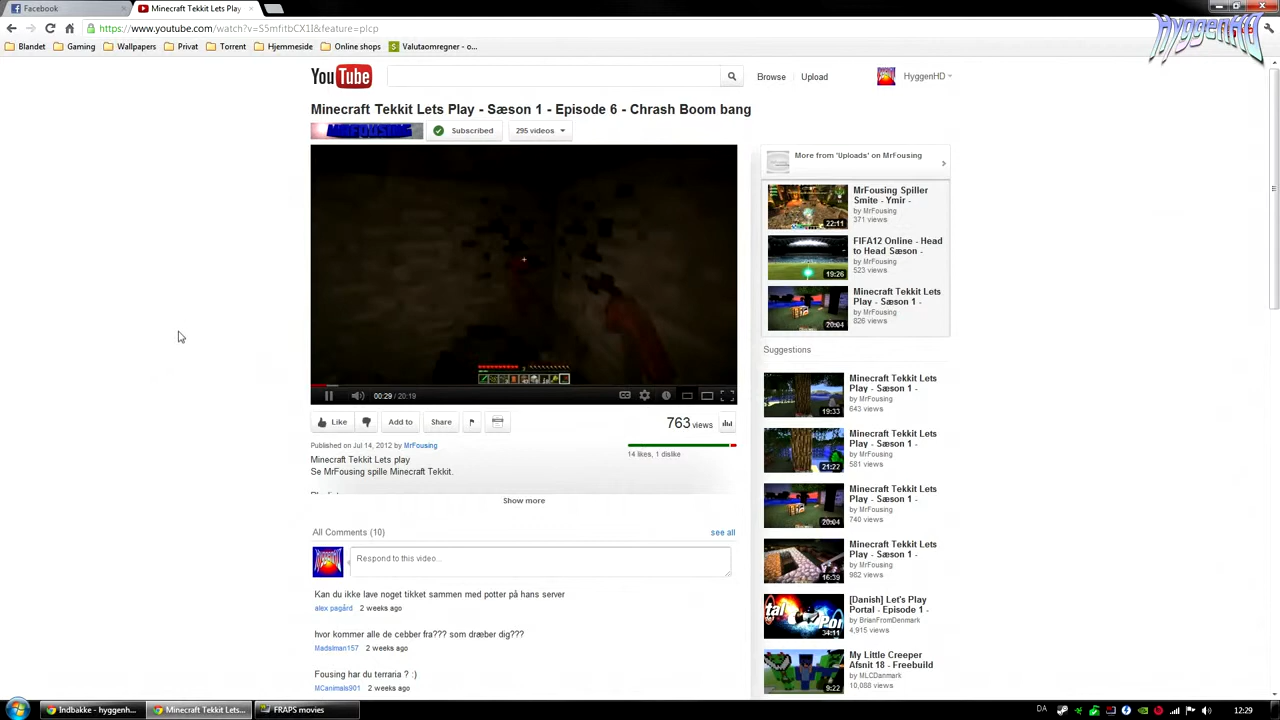 Facebook
Minecraft Tekkit Lets Play
HyggenHD
https://www.youtube.com/watch?v=S5mfitbCX1I&feature=plcp
Blandet Gaming Wallpapers Privat Torrent Hjemmeside Online shops Valutaomregner - o...
YouTube
Browse Upload HyggenHD
Minecraft Tekkit Lets Play - Sæson 1 - Episode 6 - Chrash Boom bang
MRFOUSING Subscribed 295 videos
More from 'Uploads' on MrFousing
MrFousing Spiller
Smite - Ymir -
by MrFousing
371 views
22:11
FIFA12 Online - Head
to Head Sæson -
by MrFousing
523 views
19:26
Minecraft Tekkit Lets
Play - Sæson 1 -
by MrFousing
826 views
20:04
00:29 / 20:19
Like Add to Share 763 views
Published on Jul 14, 2012 by MrFousing
14 likes, 1 dislike
Minecraft Tekkit Lets play
Se MrFousing spille Minecraft Tekkit.
Show more
All Comments (10) see all
Respond to this video...
Kan du ikke lave noget tikket sammen med potter på hans server
alex pagård 2 weeks ago
hvor kommer alle de cebber fra??? som dræber dig???
Madslman157 2 weeks ago
Fousing har du terraria ? :)
MCanimals901 2 weeks ago
Suggestions
Minecraft Tekkit Lets
Play - Sæson 1 -
by MrFousing
643 views
19:33
Minecraft Tekkit Lets
Play - Sæson 1 -
by MrFousing
581 views
21:22
Minecraft Tekkit Lets
Play - Sæson 1 -
by MrFousing
740 views
20:04
Minecraft Tekkit Lets
Play - Sæson 1 -
by MrFousing
982 views
16:39
[Danish] Let's Play
Portal - Episode 1 -
by BrianFromDenmark
4,915 views
34:11
My Little Creeper
Afsnit 18 - Freebuild
by MLCDanmark
10,088 views
9:22
Indbakke - hyggenh... Minecraft Tekkit Lets... FRAPS movies DA 12:29